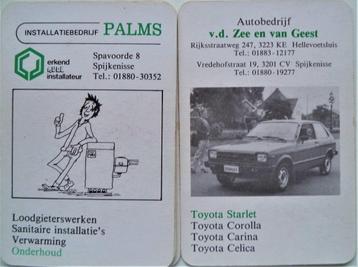 INSTALLATIEBEDRIJF PALMS
erkend
installateur
Spavoorde 8
Spijkenisse
Tel.: 01880-30352
Loodgieterswerken
Sanitaire installatie's
Verwarming
Onderhoud
Autobedrijf
v.d. Zee en van Geest
Rijksstraatweg 247, 3223 KE Hellevoetsluis
Tel.: 01883-12177
Vredehofstraat 19, 3201 CV Spijkenisse
Tel.: 01880-19277
Toyota Starlet
Toyota Corolla
Toyota Carina
Toyota Celica